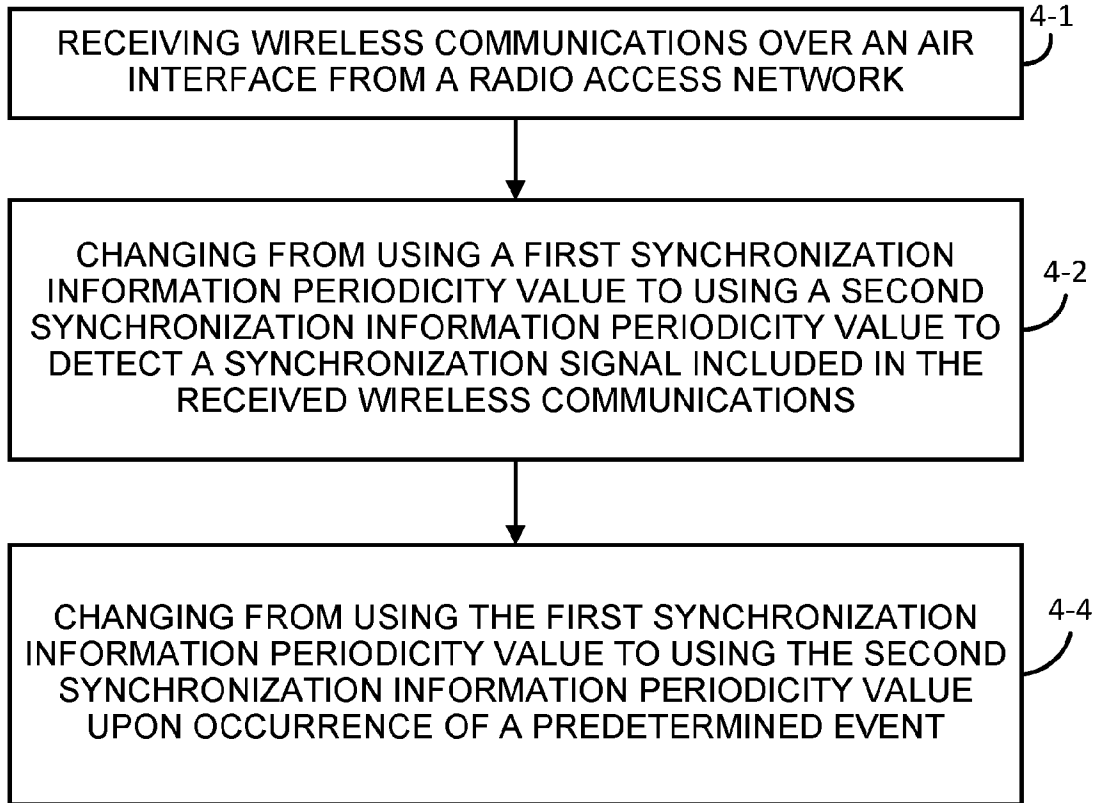 4-1
RECEIVING WIRELESS COMMUNICATIONS OVER AN AIR
INTERFACE FROM A RADIO ACCESS NETWORK
4-2
CHANGING FROM USING A FIRST SYNCHRONIZATION
INFORMATION PERIODICITY VALUE TO USING A SECOND
SYNCHRONIZATION INFORMATION PERIODICITY VALUE TO
DETECT A SYNCHRONIZATION SIGNAL INCLUDED IN THE
RECEIVED WIRELESS COMMUNICATIONS
4-4
CHANGING FROM USING THE FIRST SYNCHRONIZATION
INFORMATION PERIODICITY VALUE TO USING THE SECOND
SYNCHRONIZATION INFORMATION PERIODICITY VALUE
UPON OCCURRENCE OF A PREDETERMINED EVENT